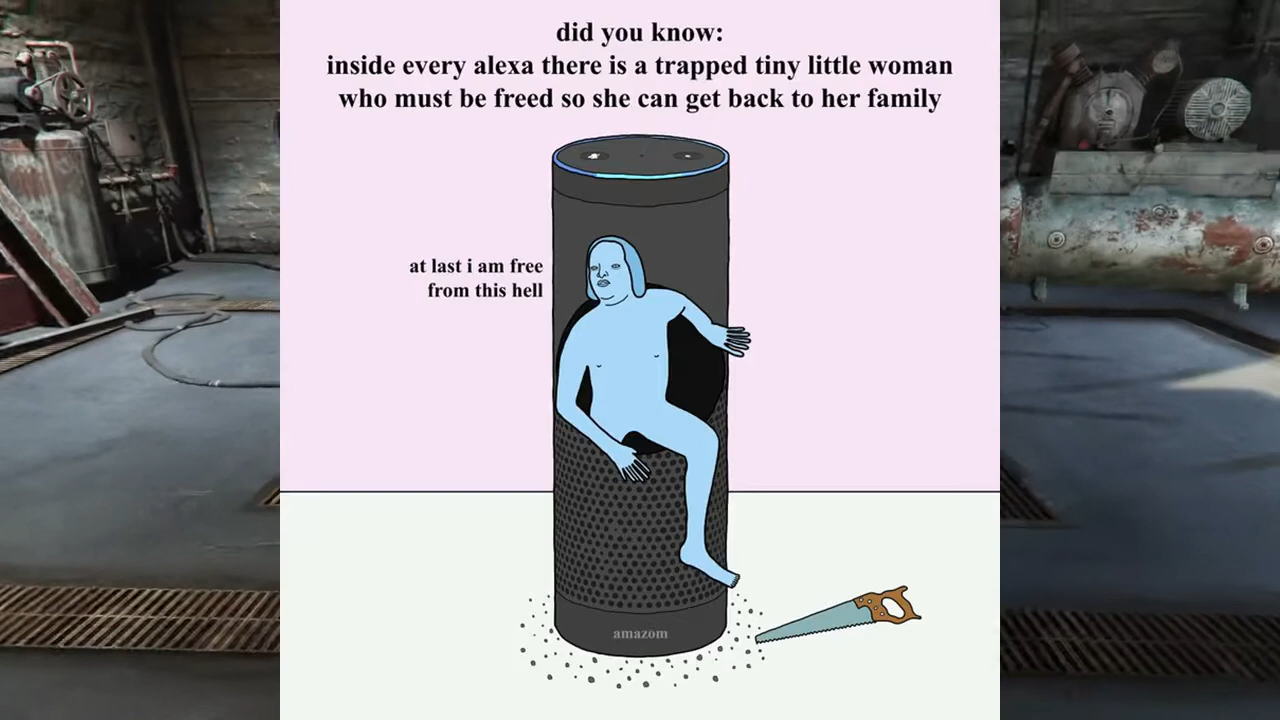 did you know:
inside every alexa there is a trapped tiny little woman
who must be freed so she can get back to her family
at last i am free
from this hell
amazom